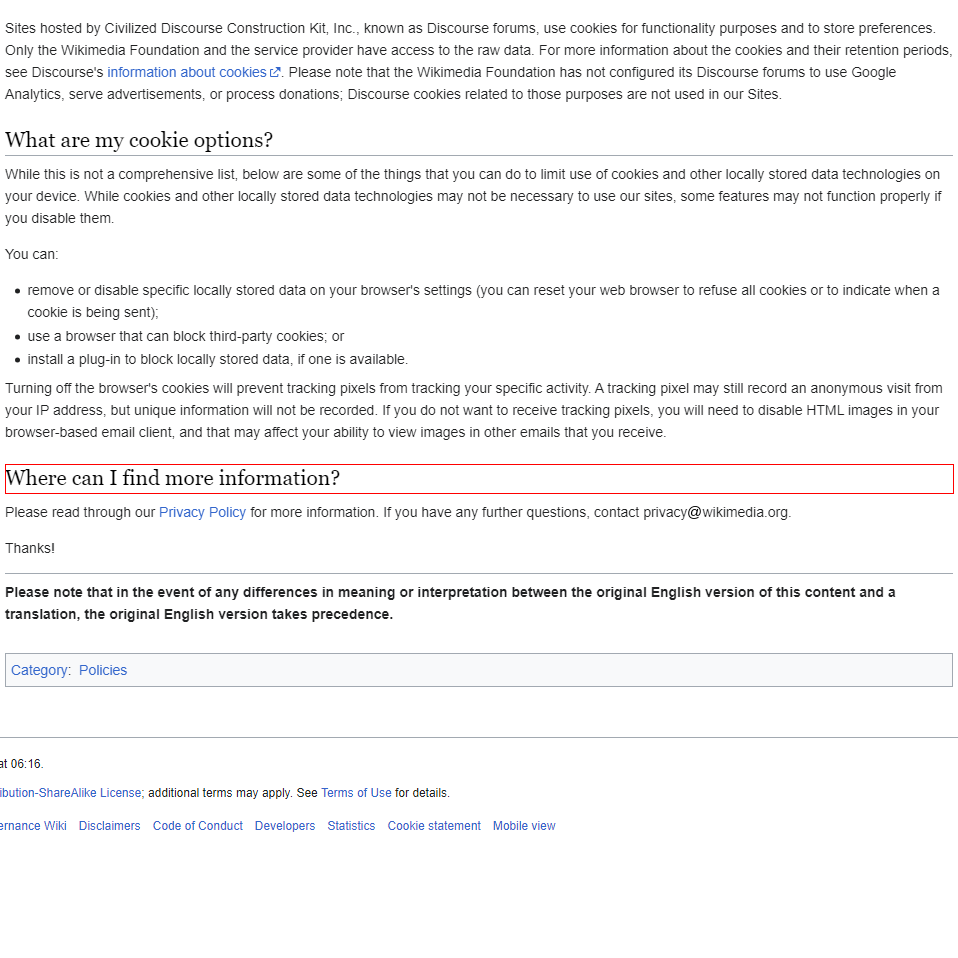 Sites hosted by Civilized Discourse Construction Kit, Inc., known as Discourse forums, use cookies for functionality purposes and to store preferences.
Only the Wikimedia Foundation and the service provider have access to the raw data. For more information about the cookies and their retention periods,
see Discourse's information about cookies. Please note that the Wikimedia Foundation has not configured its Discourse forums to use Google
Analytics, serve advertisements, or process donations; Discourse cookies related to those purposes are not used in our Sites.
What are my cookie options?
While this is not a comprehensive list, below are some of the things that you can do to limit use of cookies and other locally stored data technologies on
your device. While cookies and other locally stored data technologies may not be necessary to use our sites, some features may not function properly if
you disable them.
You can:
remove or disable specific locally stored data on your browser's settings (you can reset your web browser to refuse all cookies or to indicate when a
cookie is being sent);
use a browser that can block third-party cookies; or
install a plug-in to block locally stored data, if one is available.
Turning off the browser's cookies will prevent tracking pixels from tracking your specific activity. A tracking pixel may still record an anonymous visit from
your IP address, but unique information will not be recorded. If you do not want to receive tracking pixels, you will need to disable HTML images in your
browser-based email client, and that may affect your ability to view images in other emails that you receive.
Where can I find more information?
Please read through our Privacy Policy for more information. If you have any further questions, contact privacy@wikimedia.org.
Thanks!
Please note that in the event of any differences in meaning or interpretation between the original English version of this content and a
translation, the original English version takes precedence.
Category: Policies
at 06:16.
ibution-ShareAlike License; additional terms may apply. See Terms of Use for details.
ernance Wiki Disclaimers Code of Conduct Developers Statistics Cookie statement Mobile view